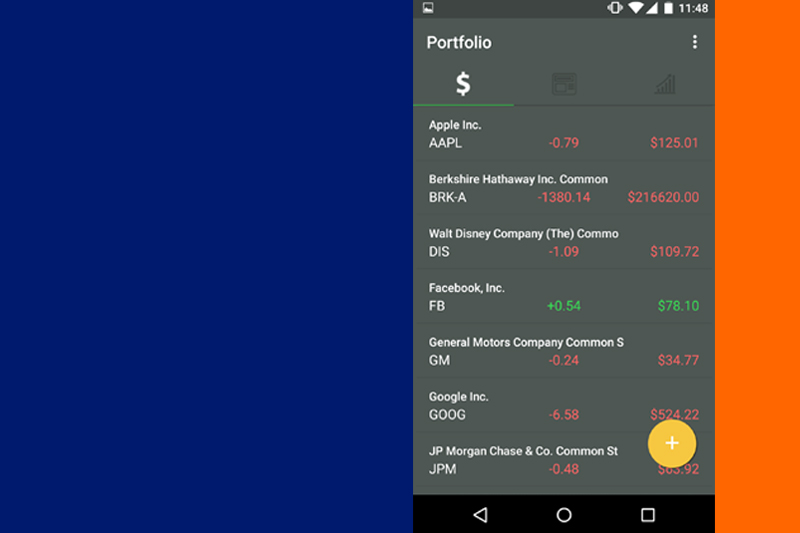 11:48
Portfolio
$
Apple Inc.
AAPL -0.79 $125.01
Berkshire Hathaway Inc. Common
BRK-A -1380.14 $216620.00
Walt Disney Company (The) Commo
DIS -1.09 $109.72
Facebook, Inc.
FB +0.54 $78.10
General Motors Company Common S
GM -0.24 $34.77
Google Inc.
GOOG -6.58 $524.22
JP Morgan Chase & Co. Common St
JPM -0.48